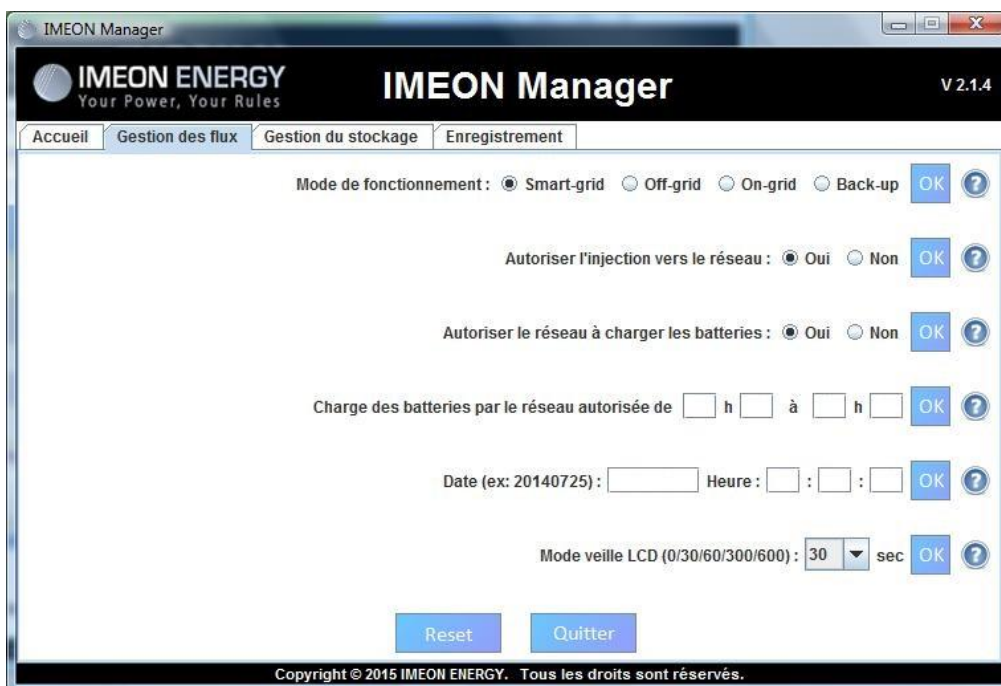 IMEON Manager
IMEON ENERGY
Your Power, Your Rules
IMEON Manager
V 2.1.4
Accueil Gestion des flux Gestion du stockage Enregistrement
Mode de fonctionnement : Smart-grid Off-grid On-grid Back-up OK ?
Autoriser l'injection vers le réseau : Oui Non OK ?
Autoriser le réseau à charger les batteries : Oui Non OK ?
Charge des batteries par le réseau autorisée de h à h OK ?
Date (ex: 20140725) : Heure : : : OK ?
Mode veille LCD (0/30/60/300/600) : 30 sec OK ?
Reset Quitter
Copyright © 2015 IMEON ENERGY. Tous les droits sont réservés.